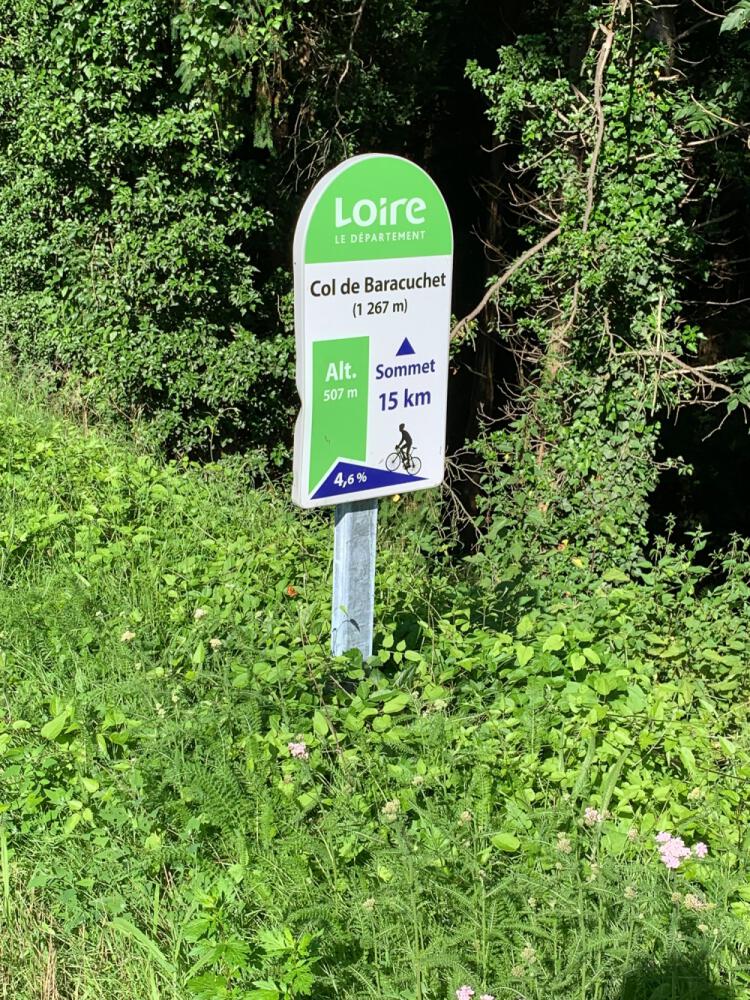 Loire
LE DÉPARTEMENT
Col de Baracuchet
(1 267 m)
Alt.
507 m
Sommet
15 km
4,6 %